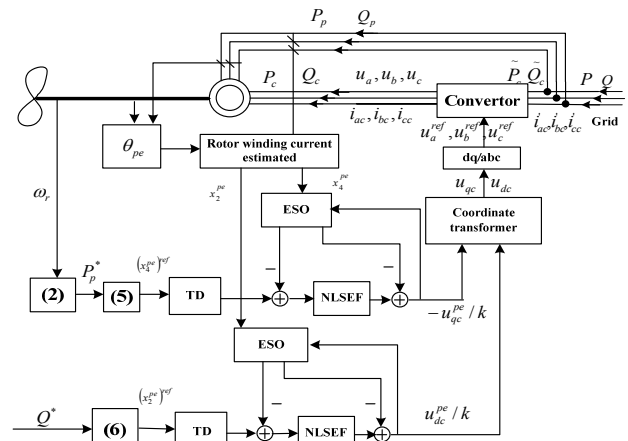 P_p Q_p
P_c Q_c u_a, u_b, u_c P̃_c Q̃_c P Q
Convertor
i_ac, i_bc, i_cc i_ac, i_bc, i_cc Grid
u_a^ref, u_b^ref, u_c^ref
θ_pe Rotor winding current estimated dq/abc
x_2^pe x_4^pe u_qc u_dc
ω_r ESO Coordinate transformer
P_p^* (x_4^pe)^ref − −
(2) (5) TD + NLSEF +
−u_qc^pe/k
ESO
Q^* (x_2^pe)^ref − − u_dc^pe/k
(6) TD + NLSEF +